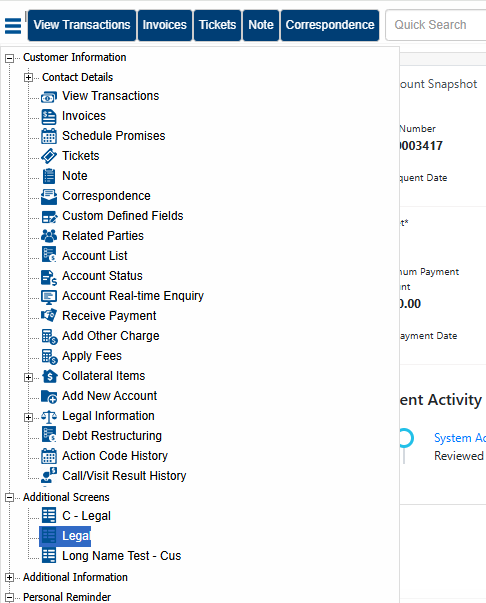 View Transactions Invoices Tickets Note Correspondence Quick Search
Customer Information
Contact Details
View Transactions
Invoices
Schedule Promises
Tickets
Note
Correspondence
Custom Defined Fields
Related Parties
Account List
Account Status
Account Real-time Enquiry
Receive Payment
Add Other Charge
Apply Fees
Collateral Items
Add New Account
Legal Information
Debt Restructuring
Action Code History
Call/Visit Result History
Additional Screens
C - Legal
Legal
Long Name Test - Cus
Additional Information
Personal Reminder
ount Snapshot
Number
0003417
quent Date
t*
num Payment
unt
0.00
ayment Date
ent Activity
System Ac
Reviewed